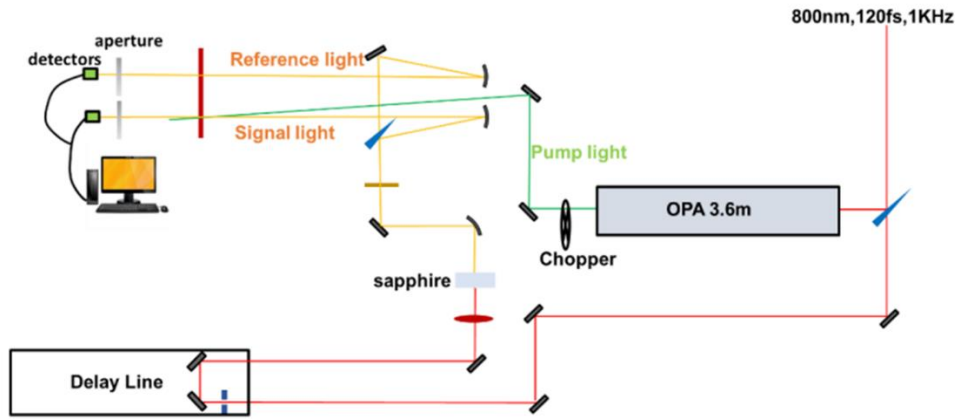 800nm,120fs,1KHz
aperture
detectors
Reference light
Signal light
Pump light
OPA 3.6m
Chopper
sapphire
Delay Line